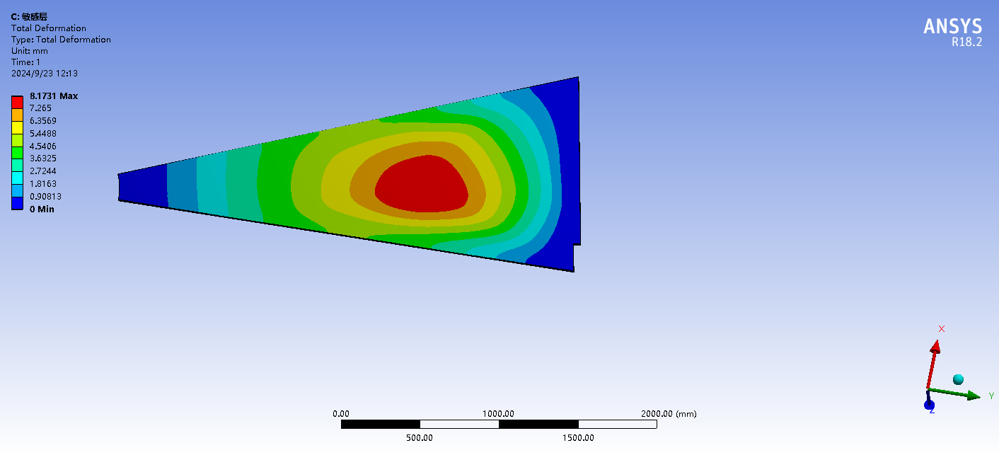 C: 敏感层
Total Deformation
Type: Total Deformation
Unit: mm
Time: 1
2024/9/23 12:13
8.1731 Max
7.265
6.3569
5.4488
4.5406
3.6325
2.7244
1.8163
0.90813
0 Min
ANSYS
R18.2
X
Y
Z
0.00 1000.00 2000.00 (mm)
500.00 1500.00